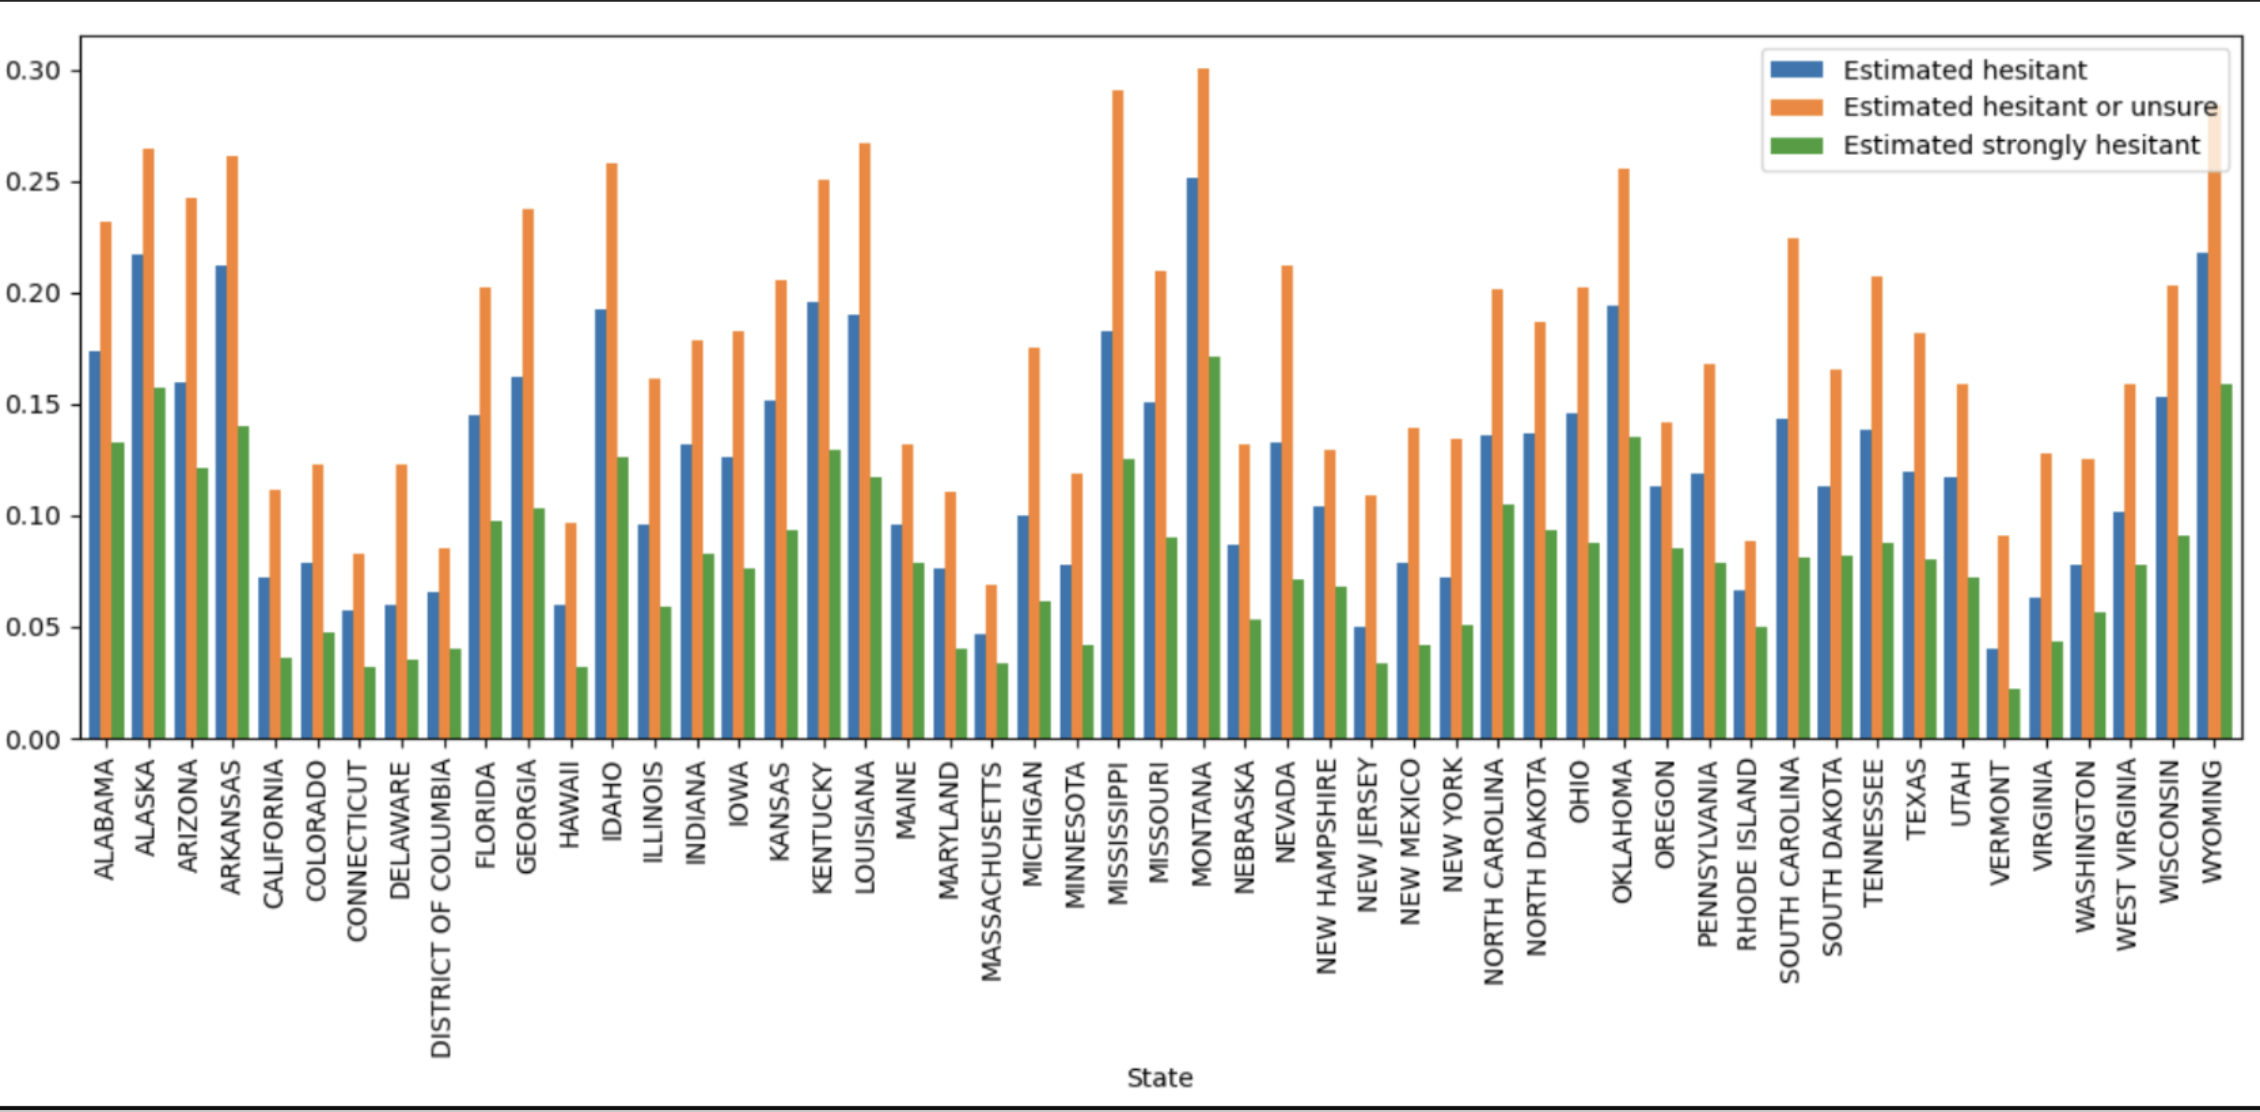 0.30
0.25
0.20
0.15
0.10
0.05
0.00
Estimated hesitant
Estimated hesitant or unsure
Estimated strongly hesitant
ALABAMA
ALASKA
ARIZONA
ARKANSAS
CALIFORNIA
COLORADO
CONNECTICUT
DELAWARE
DISTRICT OF COLUMBIA
FLORIDA
GEORGIA
HAWAII
IDAHO
ILLINOIS
INDIANA
IOWA
KANSAS
KENTUCKY
LOUISIANA
MAINE
MARYLAND
MASSACHUSETTS
MICHIGAN
MINNESOTA
MISSISSIPPI
MISSOURI
MONTANA
NEBRASKA
NEVADA
NEW HAMPSHIRE
NEW JERSEY
NEW MEXICO
NEW YORK
NORTH CAROLINA
NORTH DAKOTA
OHIO
OKLAHOMA
OREGON
PENNSYLVANIA
RHODE ISLAND
SOUTH CAROLINA
SOUTH DAKOTA
TENNESSEE
TEXAS
UTAH
VERMONT
VIRGINIA
WASHINGTON
WEST VIRGINIA
WISCONSIN
WYOMING
State